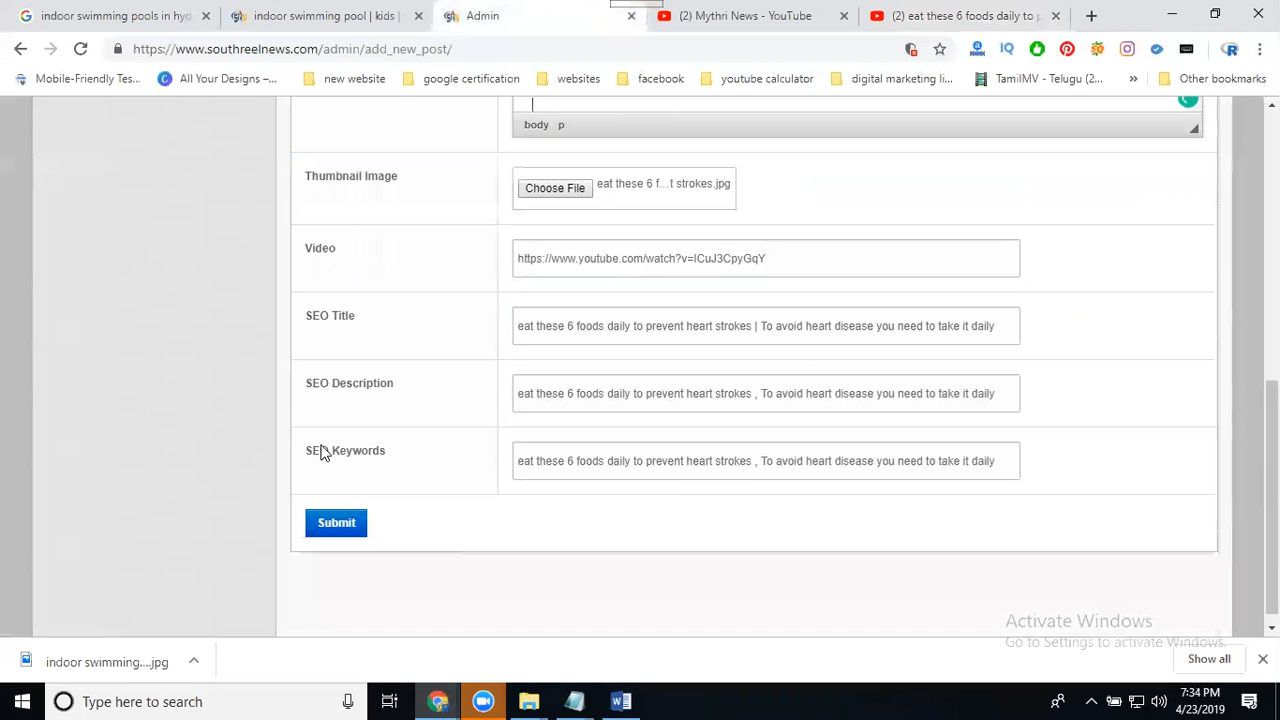 indoor swimming pools in hyd
indoor swimming pool | kids
Admin
(2) Mythri News - YouTube
(2) eat these 6 foods daily to p
https://www.southreelnews.com/admin/add_new_post/
Mobile-Friendly Tes...
All Your Designs –...
new website
google certification
websites
facebook
youtube calculator
digital marketing li...
TamilMV - Telugu (2...
Other bookmarks
body p
Thumbnail Image
Choose File
eat these 6 f...t strokes.jpg
Video
https://www.youtube.com/watch?v=ICuJ3CpyGqY
SEO Title
eat these 6 foods daily to prevent heart strokes | To avoid heart disease you need to take it daily
SEO Description
eat these 6 foods daily to prevent heart strokes , To avoid heart disease you need to take it daily
SEO Keywords
eat these 6 foods daily to prevent heart strokes , To avoid heart disease you need to take it daily
Submit
Activate Windows
Go to Settings to activate Windows.
indoor swimming....jpg
Show all
Type here to search
7:34 PM
4/23/2019